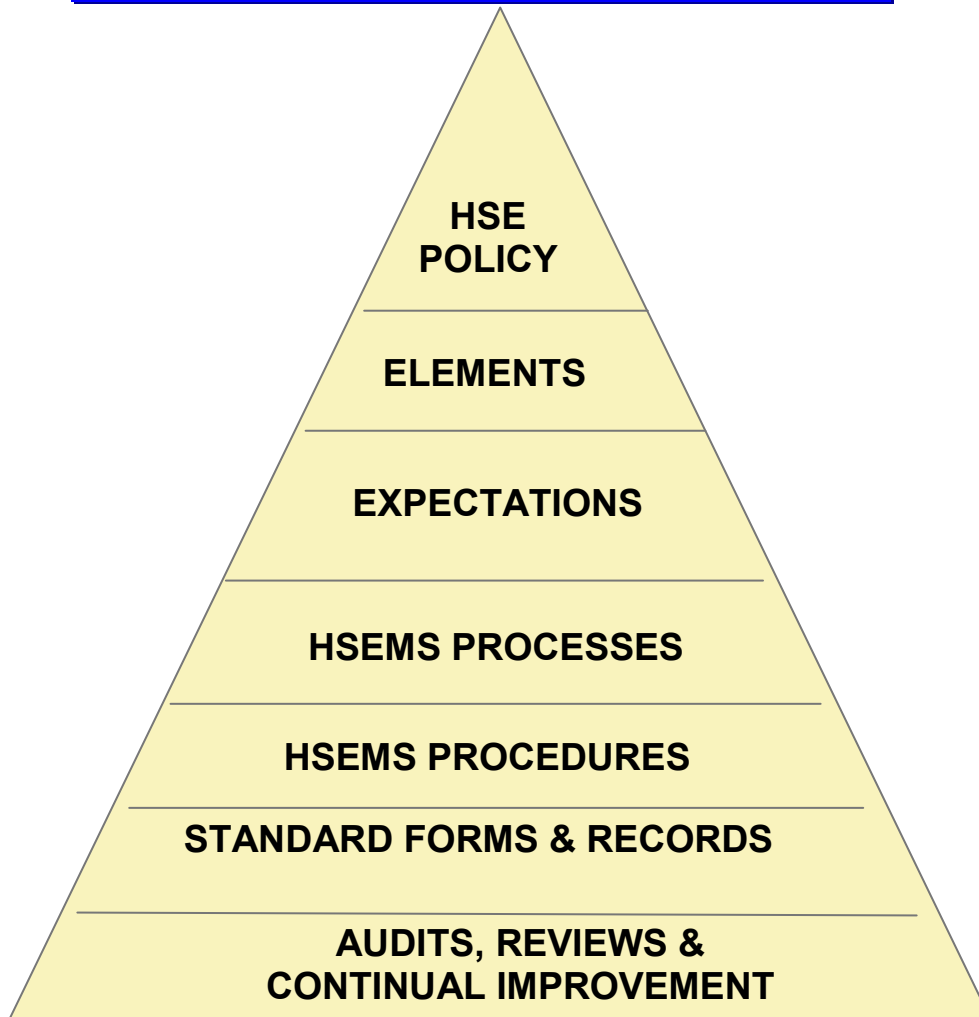 HSE
POLICY
ELEMENTS
EXPECTATIONS
HSEMS PROCESSES
HSEMS PROCEDURES
STANDARD FORMS & RECORDS
AUDITS, REVIEWS &
CONTINUAL IMPROVEMENT